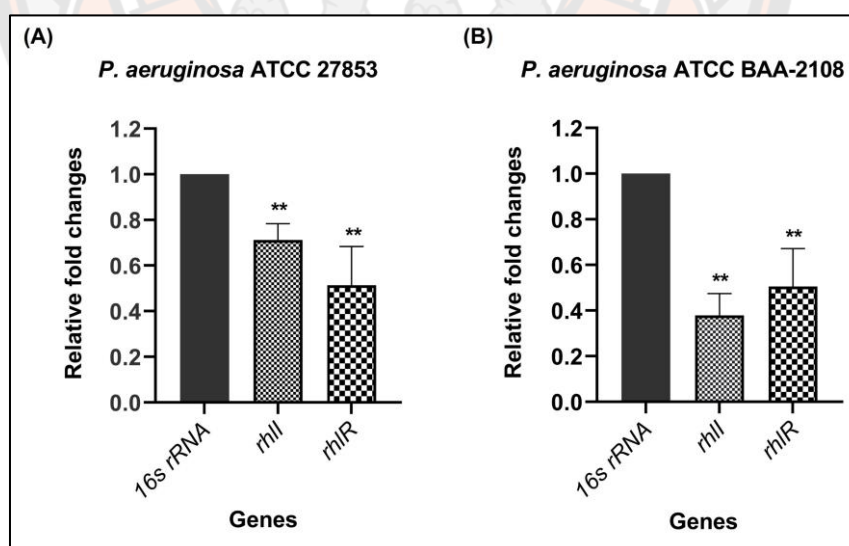 (A)
P. aeruginosa ATCC 27853
Relative fold changes
1.2
1.0
0.8
0.6
0.4
0.2
0.0
**
**
16s rRNA
rhlI
rhlR
Genes
(B)
P. aeruginosa ATCC BAA-2108
Relative fold changes
1.2
1.0
0.8
0.6
0.4
0.2
0.0
**
**
16s rRNA
rhlI
rhlR
Genes